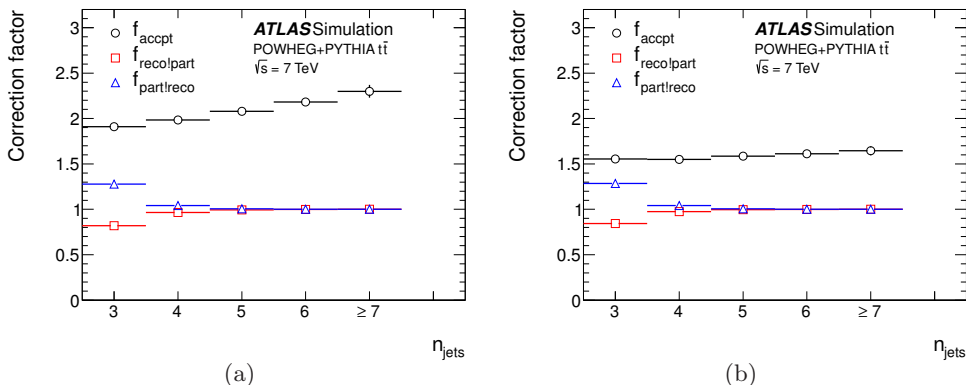 Correction factor
3
2.5
2
1.5
1
0.5
0
f_accpt
f_reco!part
f_part!reco
ATLAS Simulation
POWHEG+PYTHIA tt̄
√s = 7 TeV
3 4 5 6 ≥ 7
n_jets
(a)
Correction factor
3
2.5
2
1.5
1
0.5
0
f_accpt
f_reco!part
f_part!reco
ATLAS Simulation
POWHEG+PYTHIA tt̄
√s = 7 TeV
3 4 5 6 ≥ 7
n_jets
(b)